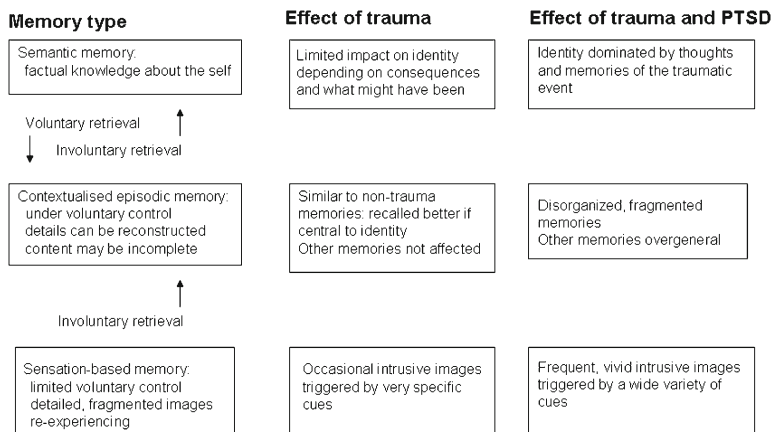 Memory type
Effect of trauma
Effect of trauma and PTSD
Semantic memory:
factual knowledge about the self
Limited impact on identity
depending on consequences
and what might have been
Identity dominated by thoughts
and memories of the traumatic
event
Voluntary retrieval
Involuntary retrieval
Contextualised episodic memory:
under voluntary control
details can be reconstructed
content may be incomplete
Similar to non-trauma
memories: recalled better if
central to identity
Other memories not affected
Disorganized, fragmented
memories
Other memories overgeneral
Involuntary retrieval
Sensation-based memory:
limited voluntary control
detailed, fragmented images
re-experiencing
Occasional intrusive images
triggered by very specific
cues
Frequent, vivid intrusive images
triggered by a wide variety of
cues